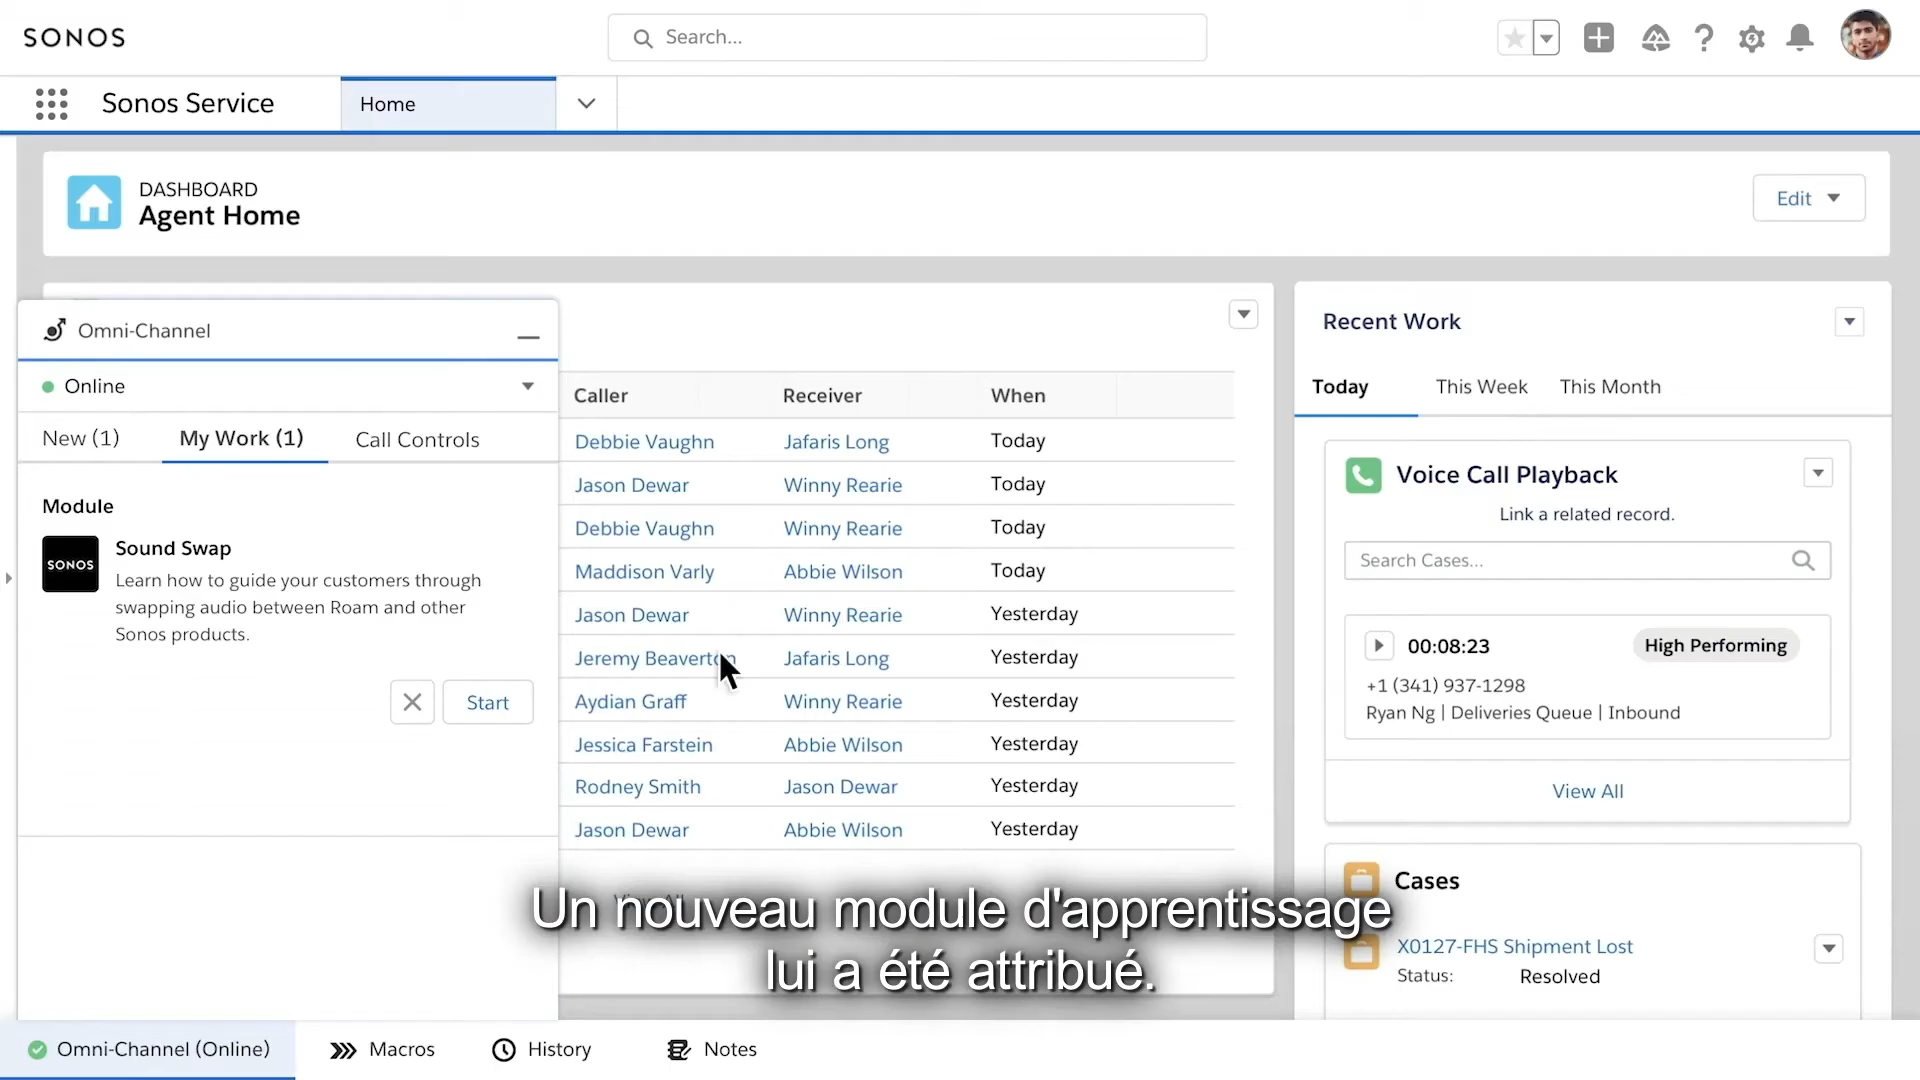 SONOS
Search...
Sonos Service
Home
DASHBOARD
Agent Home
Edit
Omni-Channel
Online
New (1)
My Work (1)
Call Controls
Module
SONOS
Sound Swap
Learn how to guide your customers through
swapping audio between Roam and other
Sonos products.
Start
Caller Receiver When
Debbie Vaughn Jafaris Long Today
Jason Dewar Winny Rearie Today
Debbie Vaughn Winny Rearie Today
Maddison Varly Abbie Wilson Today
Jason Dewar Winny Rearie Yesterday
Jeremy Beaverton Jafaris Long Yesterday
Aydian Graff Winny Rearie Yesterday
Jessica Farstein Abbie Wilson Yesterday
Rodney Smith Jason Dewar Yesterday
Jason Dewar Abbie Wilson Yesterday
Recent Work
Today This Week This Month
Voice Call Playback
Link a related record.
Search Cases...
00:08:23
High Performing
+1 (341) 937-1298
Ryan Ng | Deliveries Queue | Inbound
View All
Cases
X0127-FHS Shipment Lost
Status: Resolved
Un nouveau module d'apprentissage
lui a été attribué.
Omni-Channel (Online)
Macros
History
Notes